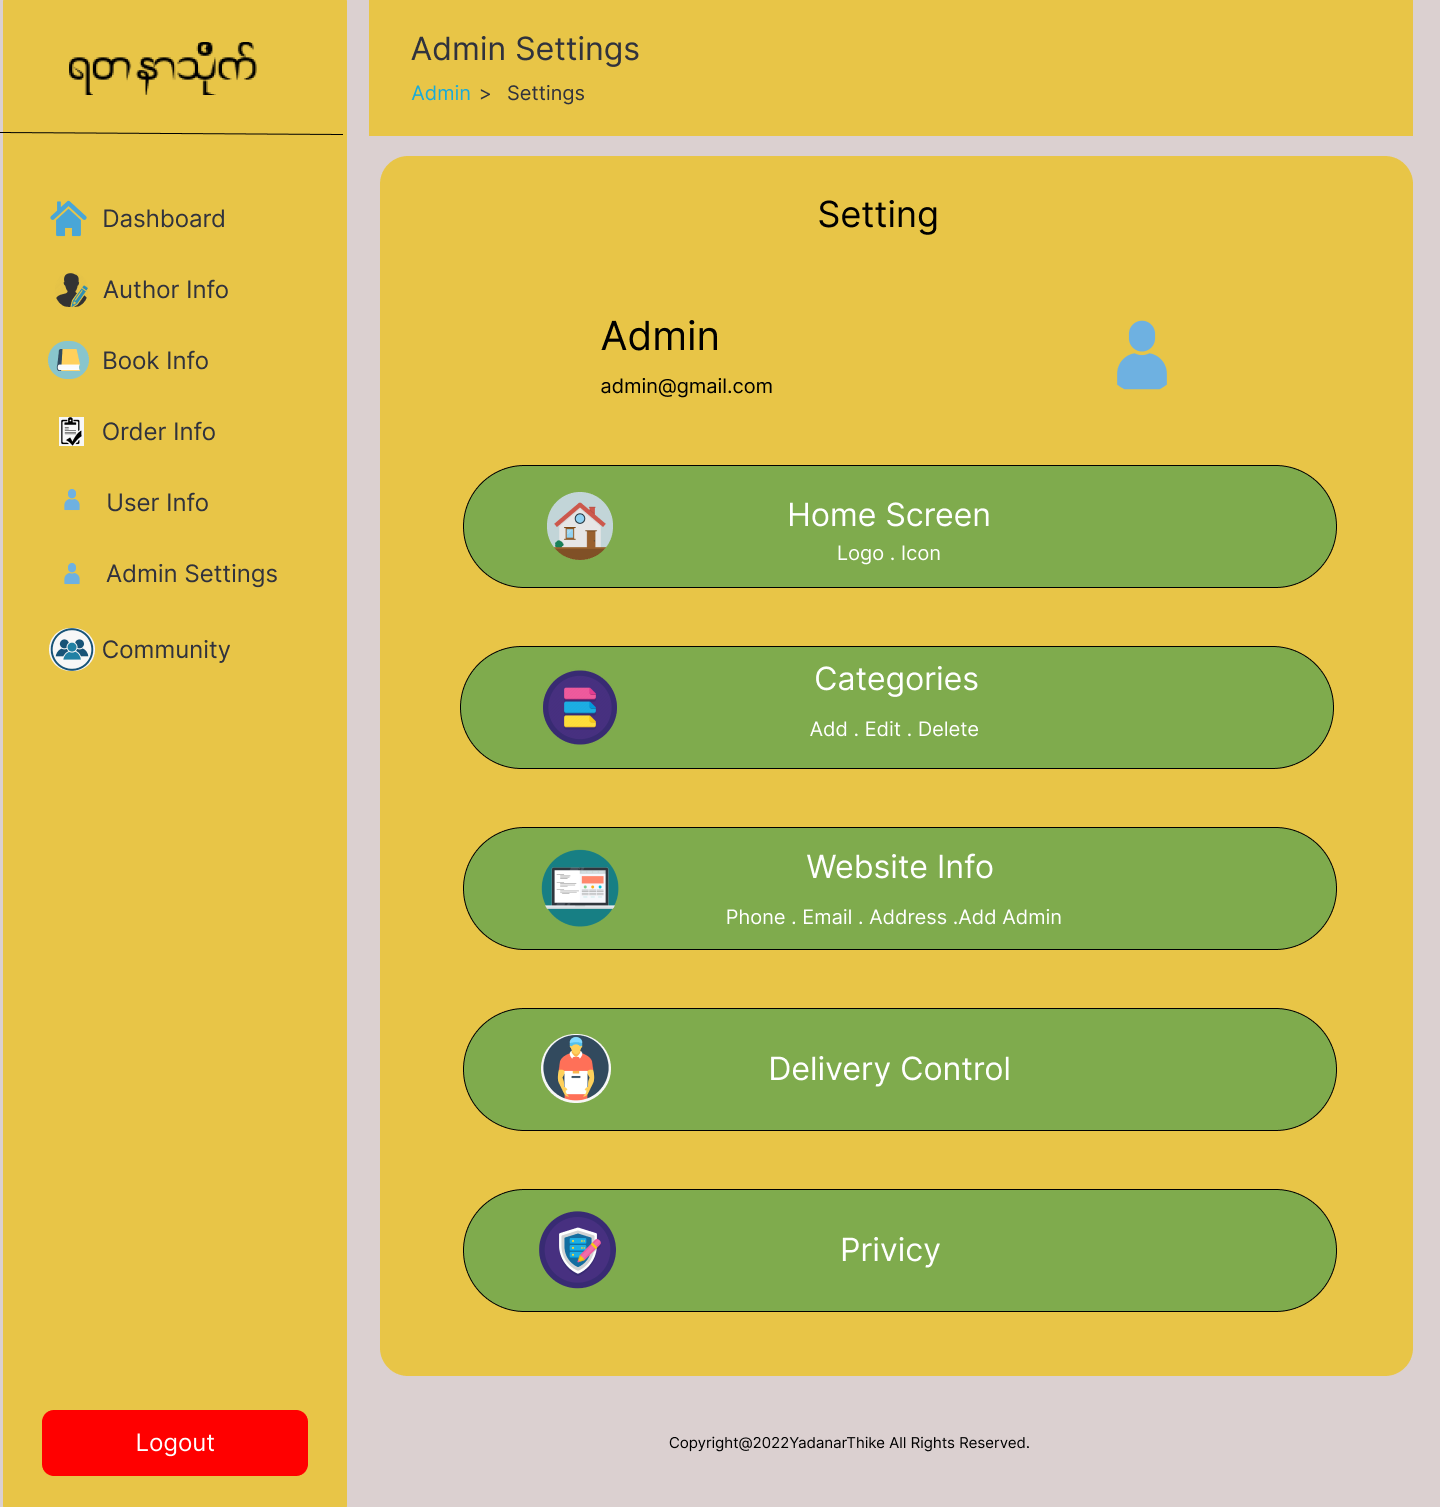 ရတနာသိုက်
Dashboard
Author Info
Book Info
Order Info
User Info
Admin Settings
Community
Logout
Admin Settings
Admin > Settings
Setting
Admin
admin@gmail.com
Home Screen
Logo . Icon
Categories
Add . Edit . Delete
Website Info
Phone . Email . Address .Add Admin
Delivery Control
Privicy
Copyright@2022YadanarThike All Rights Reserved.